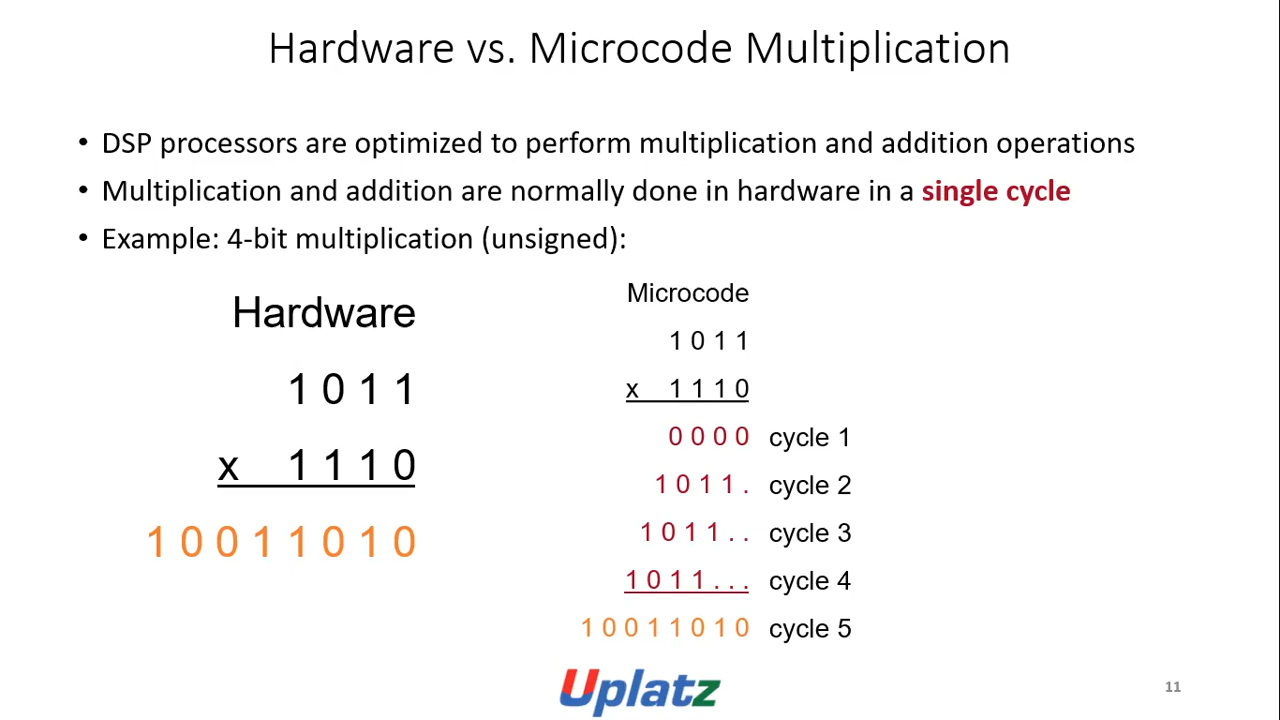 Hardware vs. Microcode Multiplication
• DSP processors are optimized to perform multiplication and addition operations
• Multiplication and addition are normally done in hardware in a single cycle
• Example: 4-bit multiplication (unsigned):
Hardware
1 0 1 1
x 1 1 1 0
1 0 0 1 1 0 1 0
Microcode
1 0 1 1
x 1 1 1 0
0 0 0 0 cycle 1
1 0 1 1 . cycle 2
1 0 1 1 . . cycle 3
1 0 1 1 . . . cycle 4
1 0 0 1 1 0 1 0 cycle 5
Uplatz
11